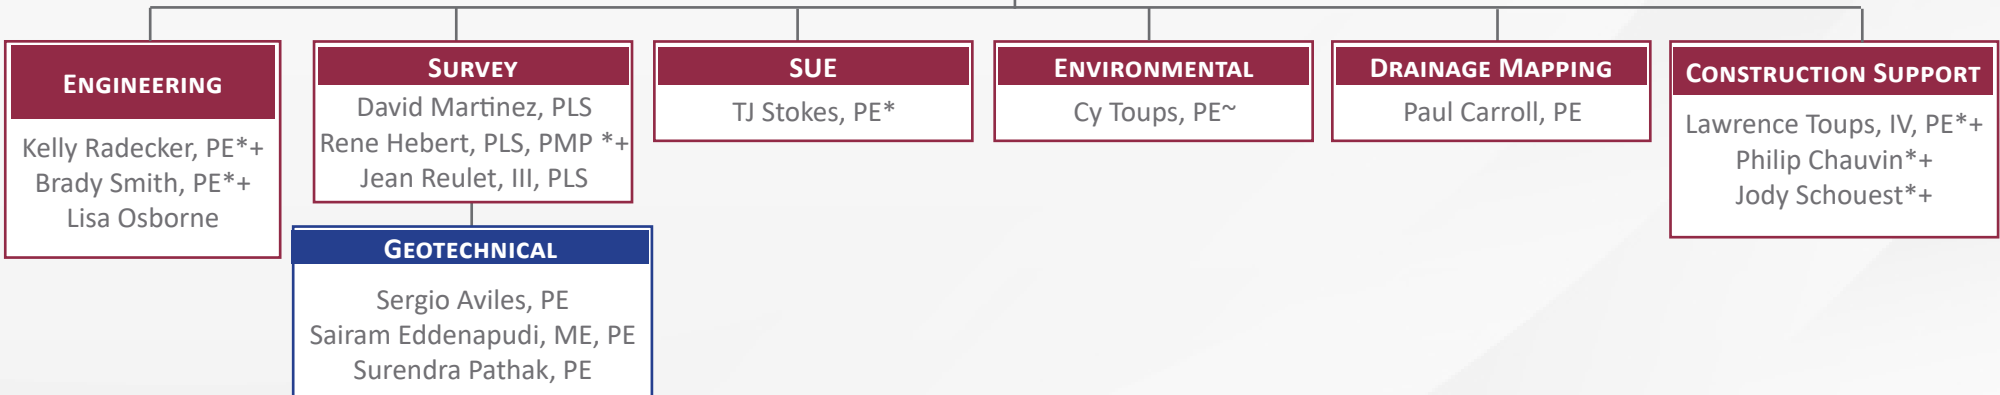 ENGINEERING
Kelly Radecker, PE*+
Brady Smith, PE*+
Lisa Osborne
SURVEY
David Martinez, PLS
Rene Hebert, PLS, PMP *+
Jean Reulet, III, PLS
GEOTECHNICAL
Sergio Aviles, PE
Sairam Eddenapudi, ME, PE
Surendra Pathak, PE
SUE
TJ Stokes, PE*
ENVIRONMENTAL
Cy Toups, PE~
DRAINAGE MAPPING
Paul Carroll, PE
CONSTRUCTION SUPPORT
Lawrence Toups, IV, PE*+
Philip Chauvin*+
Jody Schouest*+